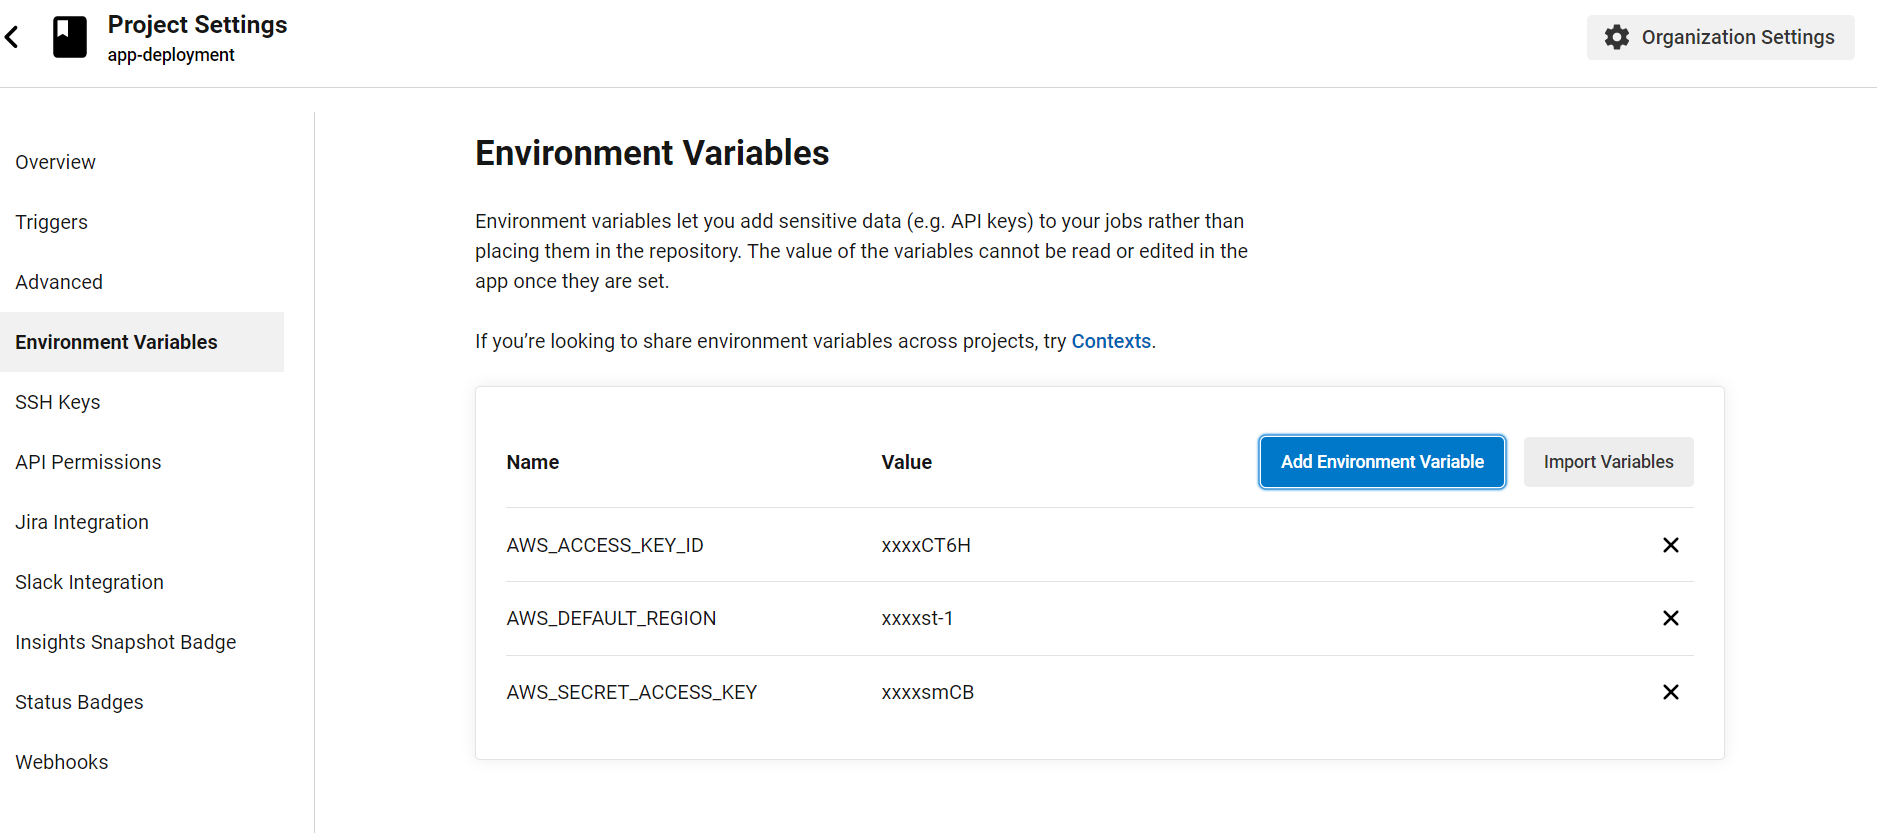 Project Settings
app-deployment
Organization Settings
Overview
Triggers
Advanced
Environment Variables
SSH Keys
API Permissions
Jira Integration
Slack Integration
Insights Snapshot Badge
Status Badges
Webhooks
Environment Variables
Environment variables let you add sensitive data (e.g. API keys) to your jobs rather than
placing them in the repository. The value of the variables cannot be read or edited in the
app once they are set.
If you’re looking to share environment variables across projects, try Contexts.
Name Value Add Environment Variable Import Variables
AWS_ACCESS_KEY_ID xxxxCT6H
AWS_DEFAULT_REGION xxxxst-1
AWS_SECRET_ACCESS_KEY xxxxsmCB